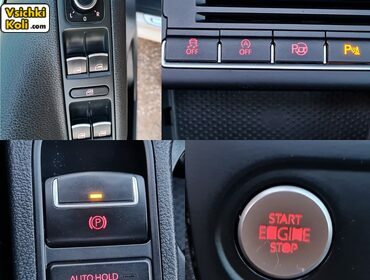 Vsichki
Koli .com
OFF
A
OFF
P
P
P
AUTO HOLD
START
ENGINE
STOP